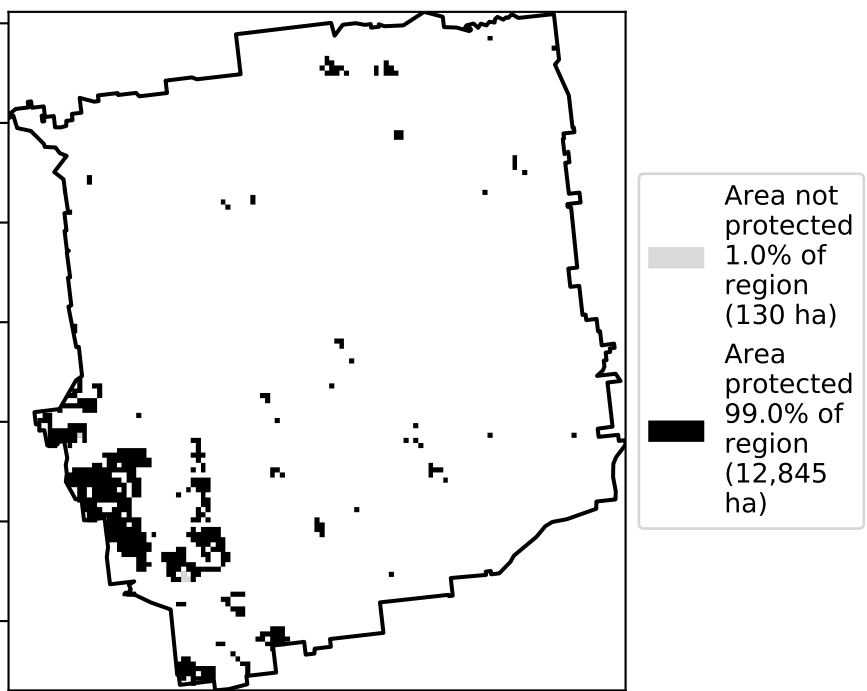 Area not
protected
1.0% of
region
(130 ha)
Area
protected
99.0% of
region
(12,845
ha)